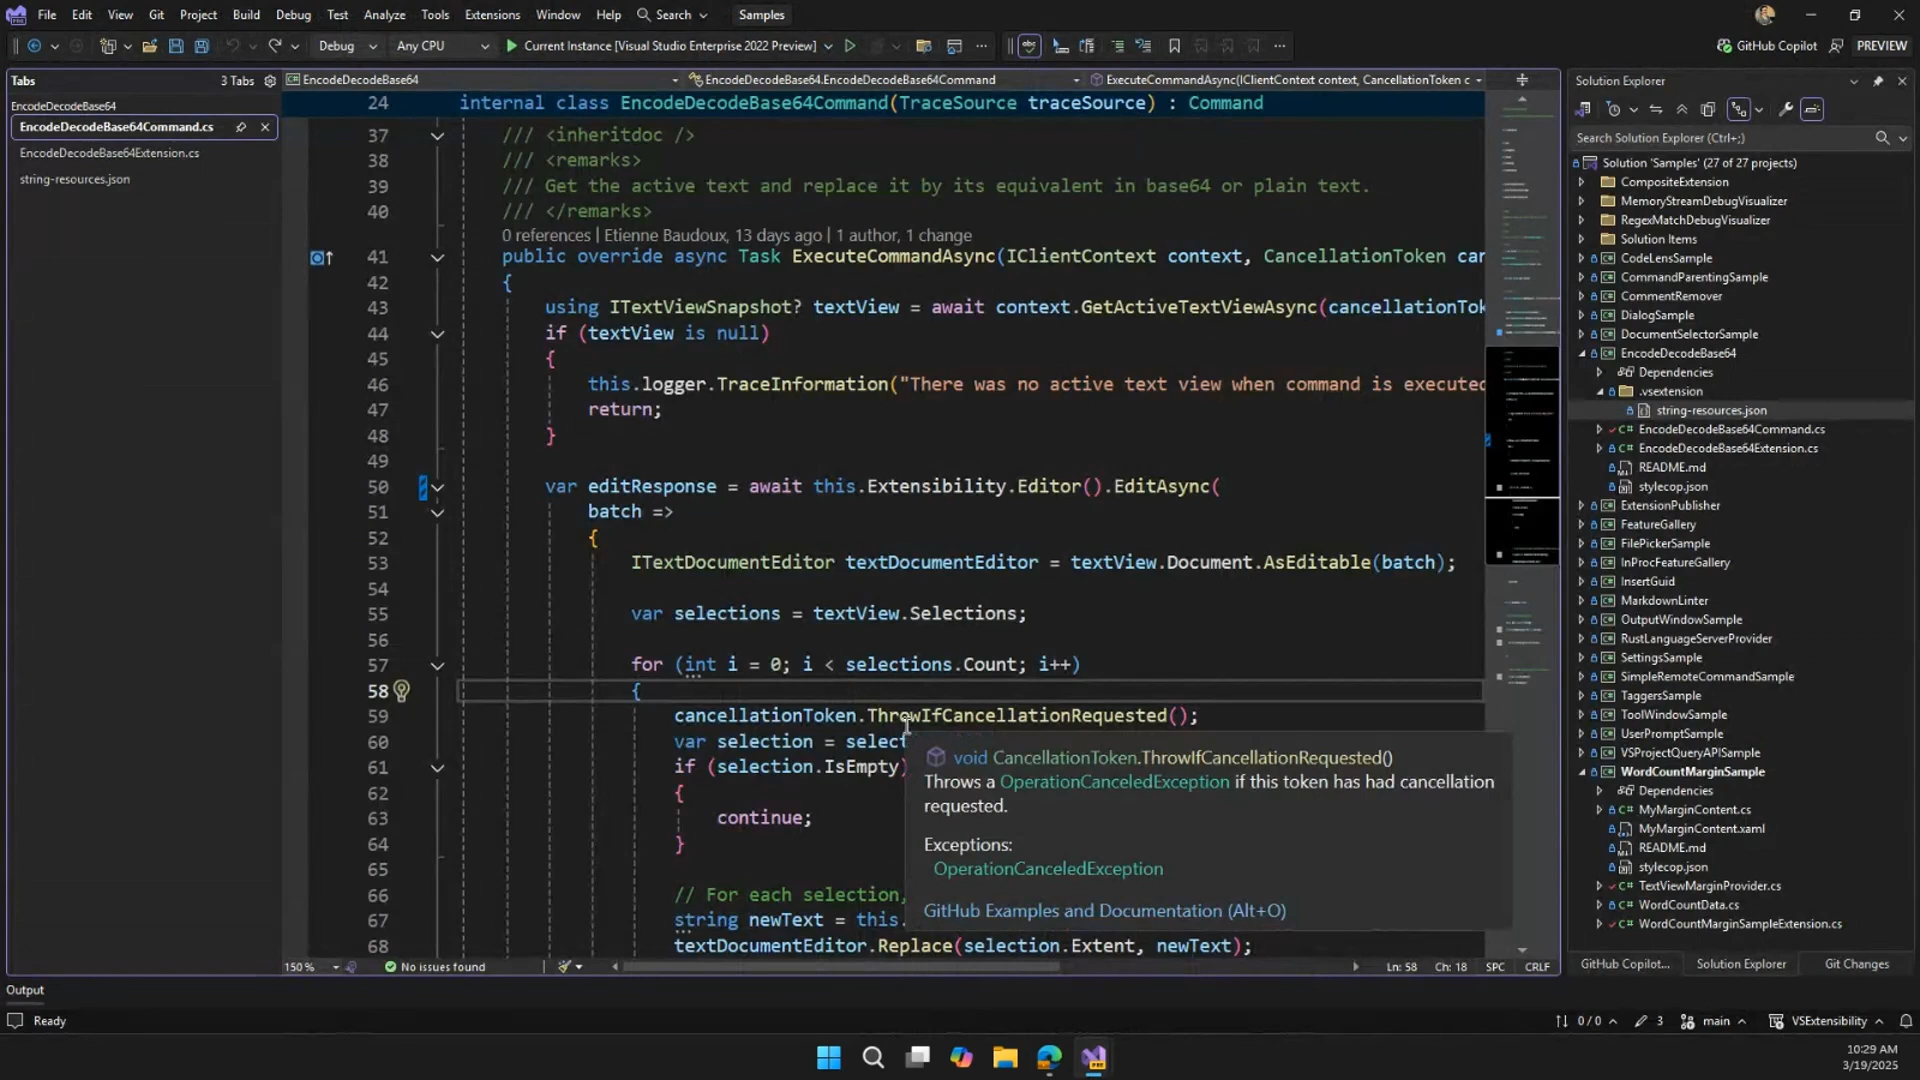 File Edit View Git Project Build Debug Test Analyze Tools Extensions Window Help Search Samples
Debug Any CPU Current Instance [Visual Studio Enterprise 2022 Preview] GitHub Copilot PREVIEW
Tabs 3 Tabs
EncodeDecodeBase64
EncodeDecodeBase64Command.cs
EncodeDecodeBase64Extension.cs
string-resources.json
EncodeDecodeBase64 EncodeDecodeBase64.EncodeDecodeBase64Command ExecuteCommandAsync(IClientContext context, CancellationToken c
24 internal class EncodeDecodeBase64Command(TraceSource traceSource) : Command
37 /// <inheritdoc />
38 /// <remarks>
39 /// Get the active text and replace it by its equivalent in base64 or plain text.
40 /// </remarks>
0 references | Etienne Baudoux, 13 days ago | 1 author, 1 change
41 public override async Task ExecuteCommandAsync(IClientContext context, CancellationToken can
42 {
43 using ITextViewSnapshot? textView = await context.GetActiveTextViewAsync(cancellationTok
44 if (textView is null)
45 {
46 this.logger.TraceInformation("There was no active text view when command is executed
47 return;
48 }
49
50 var editResponse = await this.Extensibility.Editor().EditAsync(
51 batch =>
52 {
53 ITextDocumentEditor textDocumentEditor = textView.Document.AsEditable(batch);
54
55 var selections = textView.Selections;
56
57 for (int i = 0; i < selections.Count; i++)
58 {
59 cancellationToken.ThrowIfCancellationRequested();
60 var selection = select
61 if (selection.IsEmpty)
62 {
63 continue;
64 }
65
66 // For each selection,
67 string newText = this.
68 textDocumentEditor.Replace(selection.Extent, newText);
void CancellationToken.ThrowIfCancellationRequested()
Throws a OperationCanceledException if this token has had cancellation
requested.
Exceptions:
OperationCanceledException
GitHub Examples and Documentation (Alt+O)
150 % No issues found Ln: 58 Ch: 18 SPC CRLF
Solution Explorer
Search Solution Explorer (Ctrl+;)
Solution 'Samples' (27 of 27 projects)
CompositeExtension
MemoryStreamDebugVisualizer
RegexMatchDebugVisualizer
Solution Items
CodeLensSample
CommandParentingSample
CommentRemover
DialogSample
DocumentSelectorSample
EncodeDecodeBase64
Dependencies
.vsextension
string-resources.json
C# EncodeDecodeBase64Command.cs
C# EncodeDecodeBase64Extension.cs
README.md
stylecop.json
ExtensionPublisher
FeatureGallery
FilePickerSample
InProcFeatureGallery
InsertGuid
MarkdownLinter
OutputWindowSample
RustLanguageServerProvider
SettingsSample
SimpleRemoteCommandSample
TaggersSample
ToolWindowSample
UserPromptSample
VSProjectQueryAPISample
WordCountMarginSample
Dependencies
C# MyMarginContent.cs
MyMarginContent.xaml
README.md
stylecop.json
C# TextViewMarginProvider.cs
C# WordCountData.cs
C# WordCountMarginSampleExtension.cs
GitHub Copilot... Solution Explorer Git Changes
Output
Ready 0 / 0 3 main VSExtensibility
10:29 AM
3/19/2025